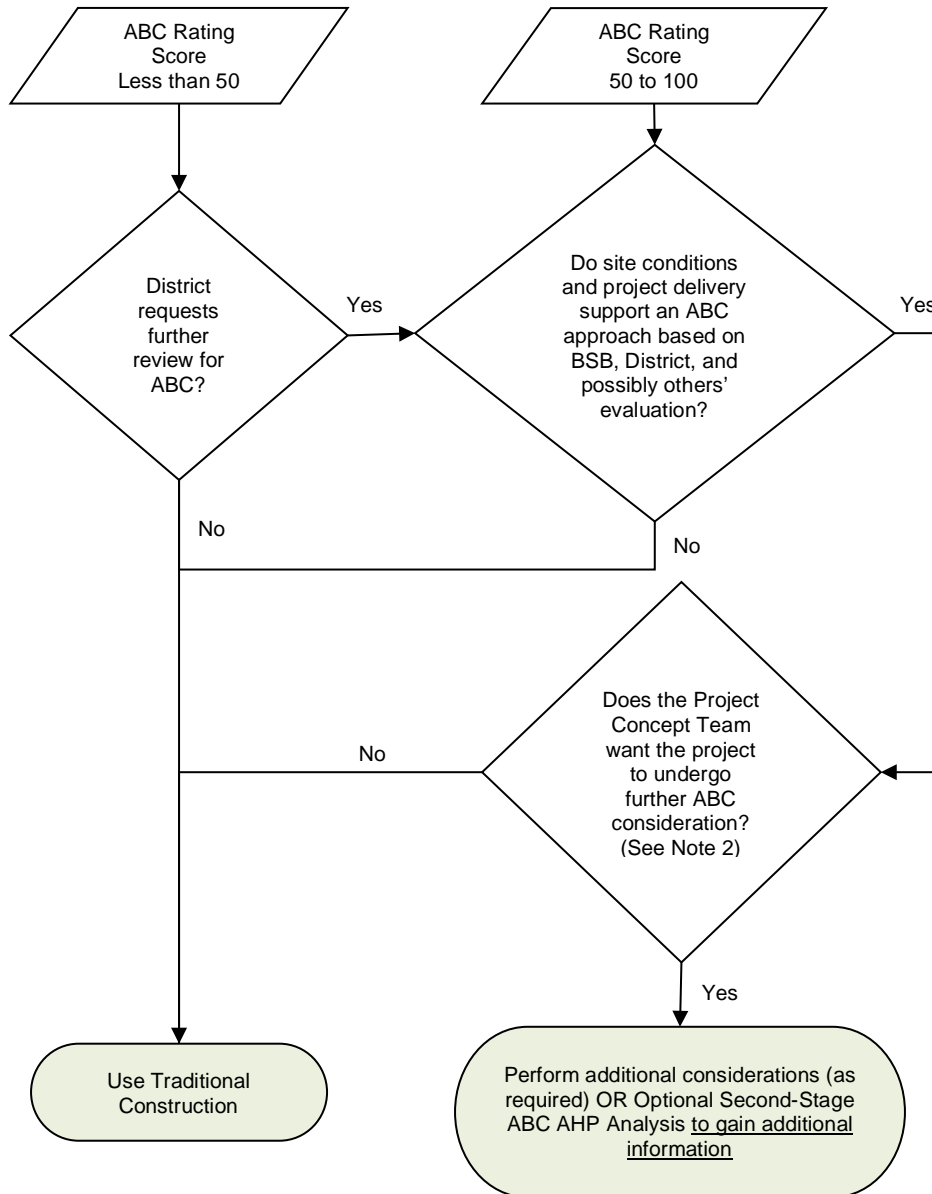 ABC Rating
Score
Less than 50
ABC Rating
Score
50 to 100
District
requests
further
review for
ABC?
Yes
Do site conditions
and project delivery
support an ABC
approach based on
BSB, District, and
possibly others’
evaluation?
Yes
No
No
Does the Project
Concept Team
want the project
to undergo
further ABC
consideration?
(See Note 2)
No
Yes
Use Traditional
Construction
Perform additional considerations (as
required) OR Optional Second-Stage
ABC AHP Analysis to gain additional
information